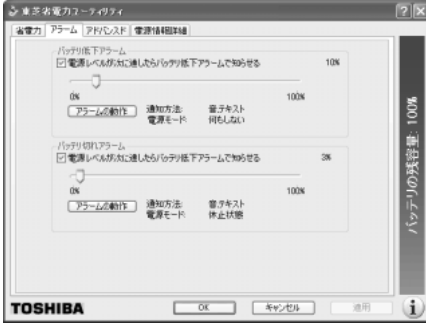 東芝省電力ユーティリティ
省電力 アラーム アドバンスド 電源情報詳細
バッテリ低下アラーム
電源レベルが次に達したらバッテリ低下アラームで知らせる 10%
0% 100%
アラームの動作 通知方法: 音,テキスト
電源モード: 何もしない
バッテリ切れアラーム
電源レベルが次に達したらバッテリ低下アラームで知らせる 3%
0% 100%
アラームの動作 通知方法: 音,テキスト
電源モード: 休止状態
バッテリの残容量: 100%
TOSHIBA OK キャンセル 適用